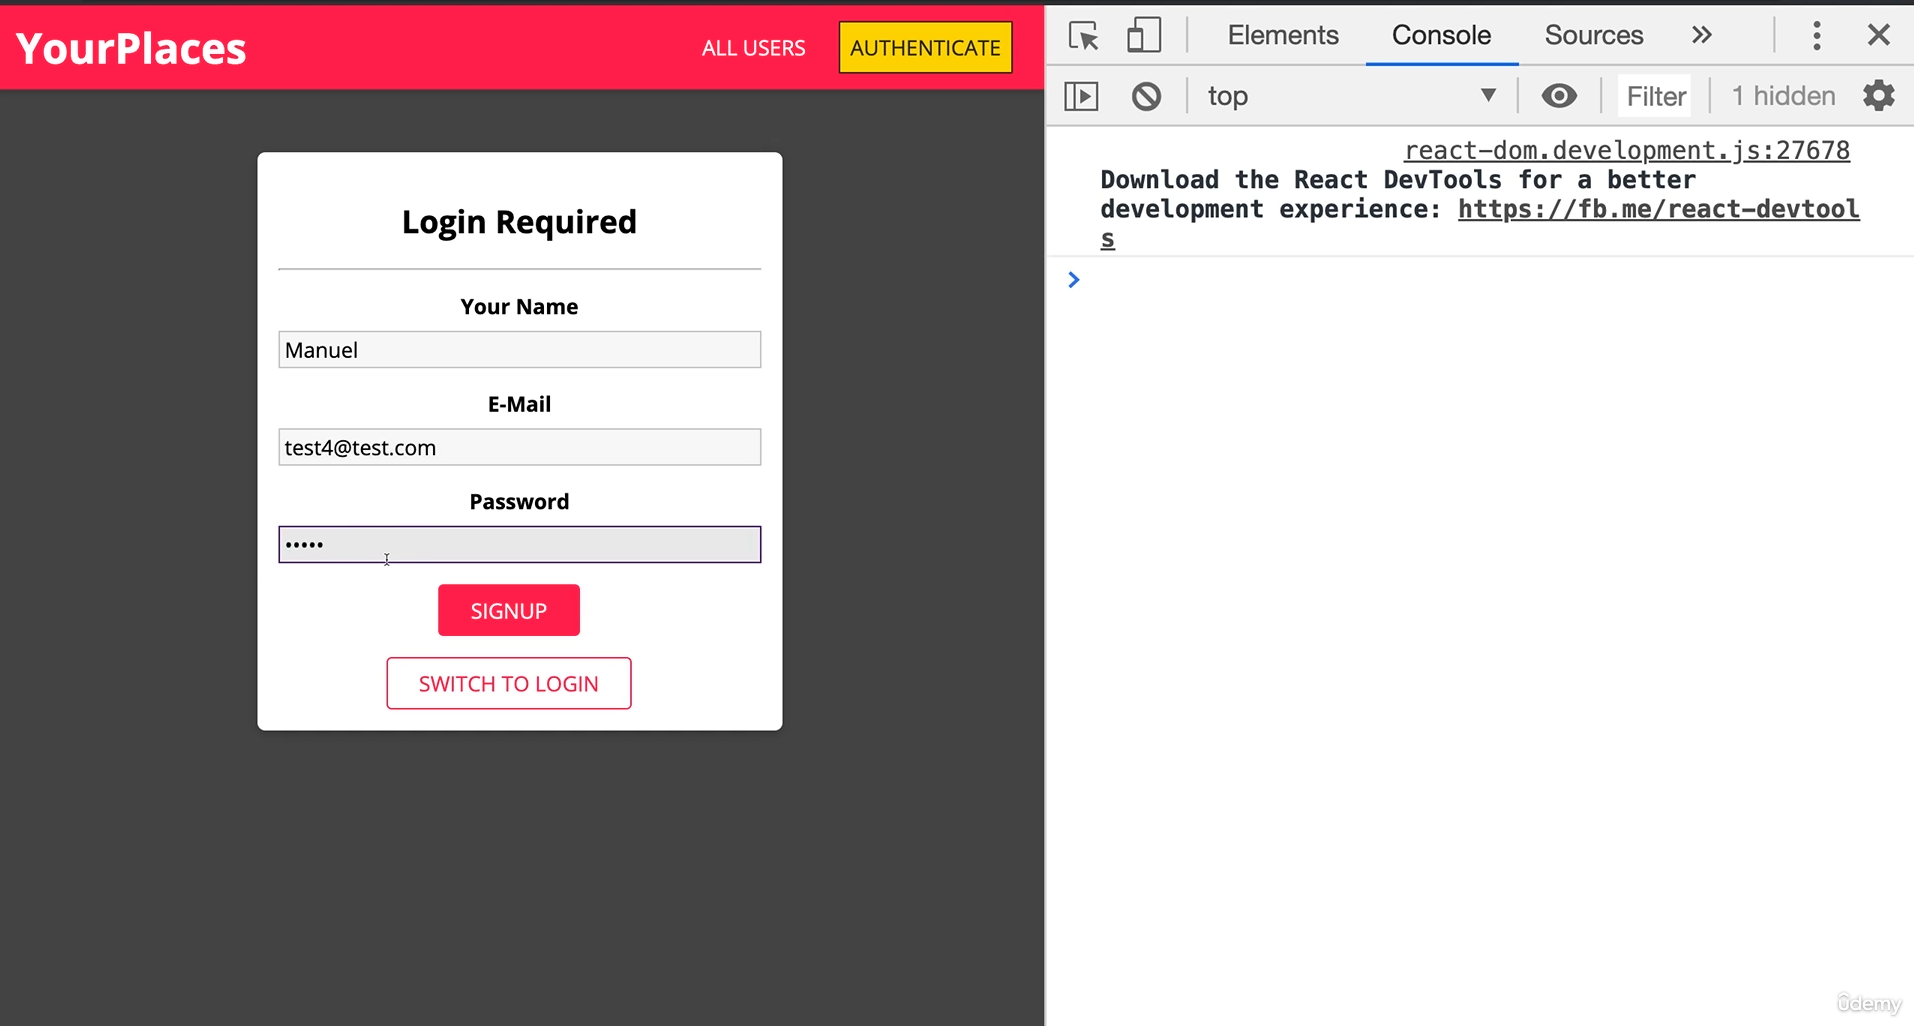 YourPlaces
ALL USERS
AUTHENTICATE
Login Required
Your Name
Manuel
E-Mail
test4@test.com
Password
•••••
SIGNUP
SWITCH TO LOGIN
Elements
Console
Sources
top
Filter
1 hidden
react-dom.development.js:27678
Download the React DevTools for a better
development experience: https://fb.me/react-devtool
s
ûdemy